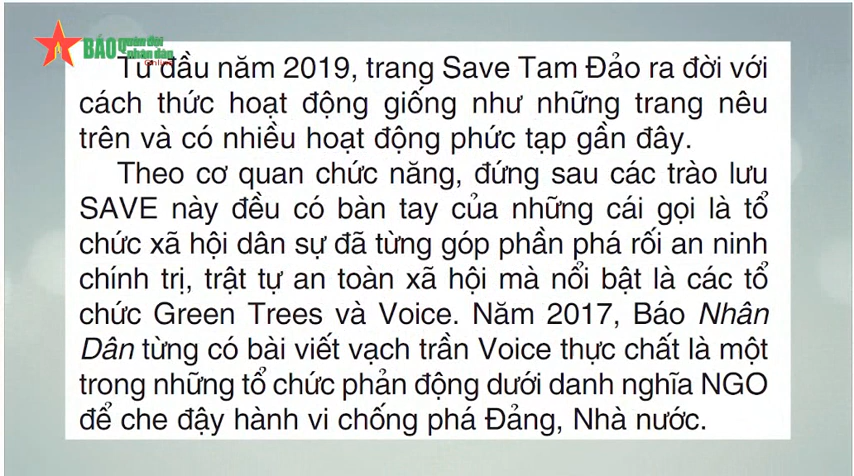 BÁO Quân đội nhân dân
Online
Từ đầu năm 2019, trang Save Tam Đảo ra đời với
cách thức hoạt động giống như những trang nêu
trên và có nhiều hoạt động phức tạp gần đây.
Theo cơ quan chức năng, đứng sau các trào lưu
SAVE này đều có bàn tay của những cái gọi là tổ
chức xã hội dân sự đã từng góp phần phá rối an ninh
chính trị, trật tự an toàn xã hội mà nổi bật là các tổ
chức Green Trees và Voice. Năm 2017, Báo Nhân
Dân từng có bài viết vạch trần Voice thực chất là một
trong những tổ chức phản động dưới danh nghĩa NGO
để che đậy hành vi chống phá Đảng, Nhà nước.